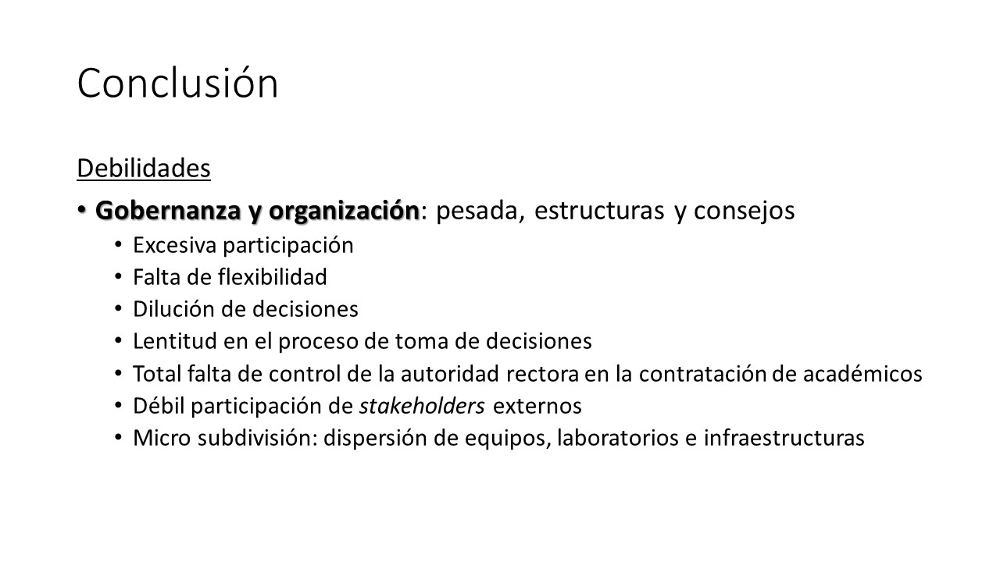 Conclusión
Debilidades
• Gobernanza y organización: pesada, estructuras y consejos
• Excesiva participación
• Falta de flexibilidad
• Dilución de decisiones
• Lentitud en el proceso de toma de decisiones
• Total falta de control de la autoridad rectora en la contratación de académicos
• Débil participación de stakeholders externos
• Micro subdivisión: dispersión de equipos, laboratorios e infraestructuras